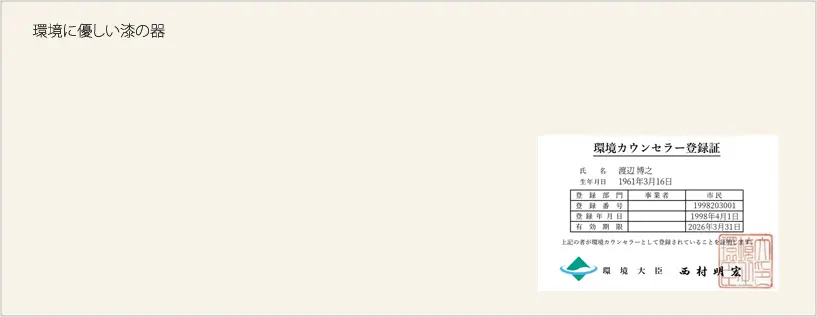 環境に優しい漆の器
環境カウンセラー登録証
氏 名 渡辺 博之
生年月日 1961年3月16日
登録部門 事業者 市民
登録番号 1998203001
登録年月日 1998年4月1日
有効期限 2026年3月31日
上記の者が環境カウンセラーとして登録されていることを証明します。
環境大臣 西村明宏